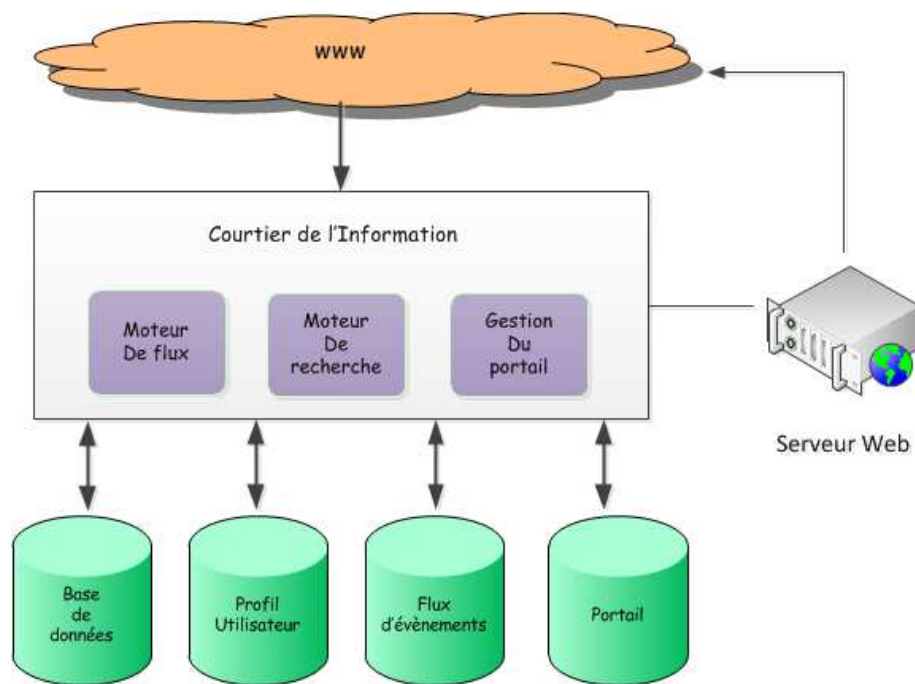 WWW
Courtier de l'Information
Moteur
De flux
Moteur
De
recherche
Gestion
Du
portail
Serveur Web
Base
de
données
Profil
Utilisateur
Flux
d'évènements
Portail